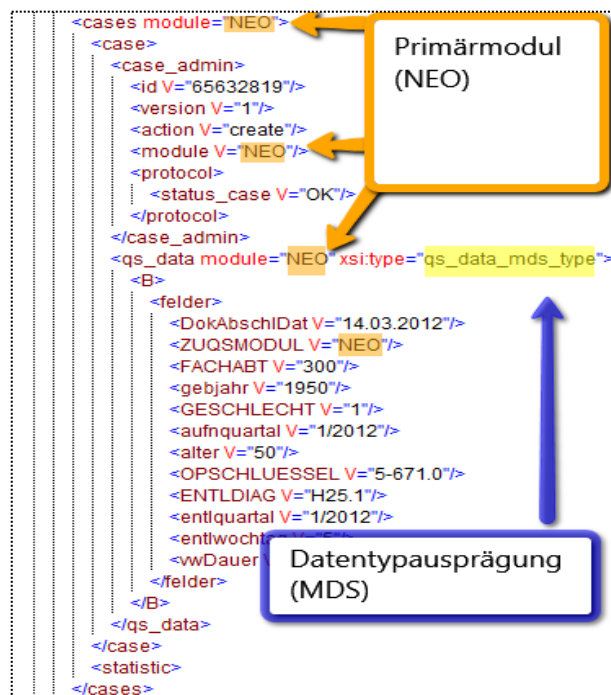 <cases module="NEO">
<case>
<case_admin>
<id V="65632819"/>
<version V="1"/>
<action V="create"/>
<module V="NEO"/>
<protocol>
<status_case V="OK"/>
</protocol>
</case_admin>
<qs_data module="NEO" xsi:type="qs_data_mds_type">
<B>
<felder>
<DokAbschlDat V="14.03.2012"/>
<ZUQSMODUL V="NEO"/>
<FACHABT V="300"/>
<gebjahr V="1950"/>
<GESCHLECHT V="1"/>
<aufnquartal V="1/2012"/>
<alter V="50"/>
<OPSCHLUESSEL V="5-671.0"/>
<ENTLDIAG V="H25.1"/>
<entlquartal V="1/2012"/>
<vwDauer
</felder>
</B>
</qs_data>
</case>
<statistic>
</cases>
Primärmodul
(NEO)
Datentypausprägung
(MDS)